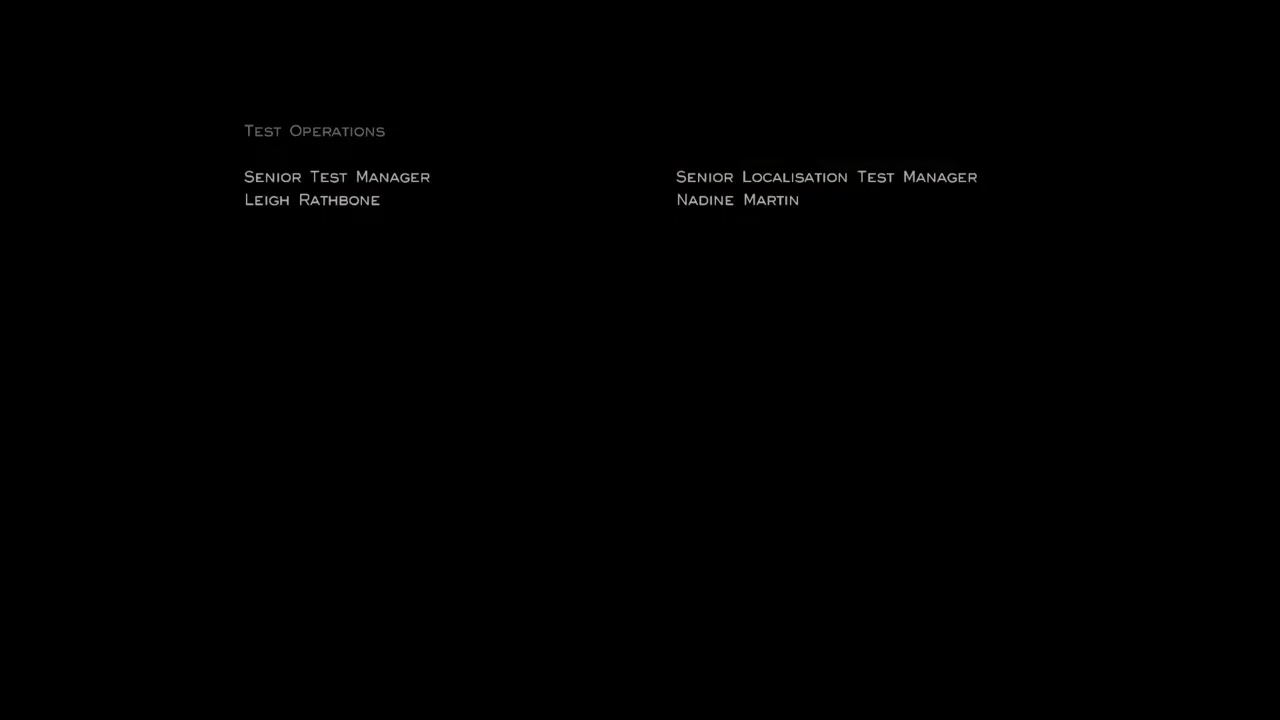 Test Operations
Senior Test Manager
Leigh Rathbone
Senior Localisation Test Manager
Nadine Martin